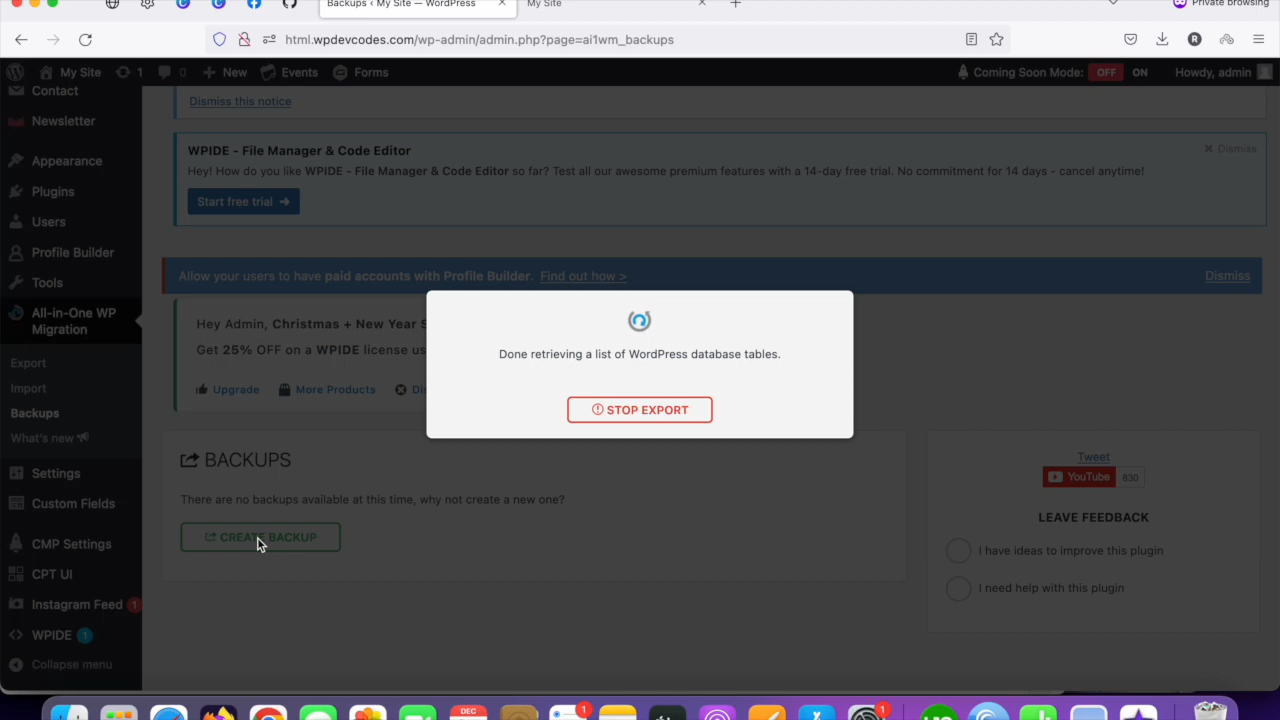 Backups ‹ My Site — WordPress
My Site
Private browsing
html.wpdevcodes.com/wp-admin/admin.php?page=ai1wm_backups
R
My Site
1
0
New
Events
Forms
Coming Soon Mode:
OFF
ON
Howdy, admin
Contact
Newsletter
Appearance
Plugins
Users
Profile Builder
Tools
All-in-One WP
Migration
Export
Import
Backups
What's new
Settings
Custom Fields
CMP Settings
CPT UI
Instagram Feed 1
WPIDE 1
Collapse menu
Dismiss this notice
WPIDE - File Manager & Code Editor
Dismiss
Hey! How do you like WPIDE - File Manager & Code Editor so far? Test all our awesome premium features with a 14-day free trial. No commitment for 14 days - cancel anytime!
Start free trial ➔
Allow your users to have paid accounts with Profile Builder. Find out how >
Dismiss
Hey Admin, Christmas + New Year S
Get 25% OFF on a WPIDE license us
Upgrade
More Products
Di
Done retrieving a list of WordPress database tables.
STOP EXPORT
BACKUPS
There are no backups available at this time, why not create a new one?
CREATE BACKUP
Tweet
YouTube
830
LEAVE FEEDBACK
I have ideas to improve this plugin
I need help with this plugin
DEC
1
1